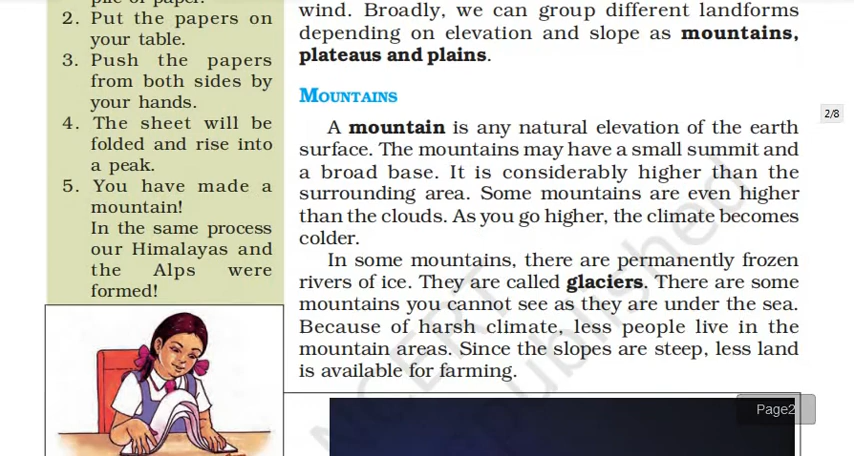 2. Put the papers on
your table.
3. Push the papers
from both sides by
your hands.
4. The sheet will be
folded and rise into
a peak.
5. You have made a
mountain!
In the same process
our Himalayas and
the Alps were
formed!
wind. Broadly, we can group different landforms
depending on elevation and slope as mountains,
plateaus and plains.
MOUNTAINS
A mountain is any natural elevation of the earth
surface. The mountains may have a small summit and
a broad base. It is considerably higher than the
surrounding area. Some mountains are even higher
than the clouds. As you go higher, the climate becomes
colder.
In some mountains, there are permanently frozen
rivers of ice. They are called glaciers. There are some
mountains you cannot see as they are under the sea.
Because of harsh climate, less people live in the
mountain areas. Since the slopes are steep, less land
is available for farming.
2/8
Page2
NCERT
published